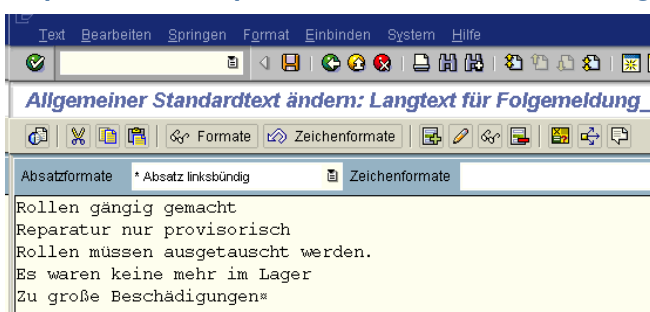 Text Bearbeiten Springen Format Einbinden System Hilfe
Allgemeiner Standardtext ändern: Langtext für Folgemeldung_
Formate Zeichenformate
Absatzformate * Absatz linksbündig Zeichenformate
Rollen gängig gemacht
Reparatur nur provisorisch
Rollen müssen ausgetauscht werden.
Es waren keine mehr im Lager
Zu große Beschädigungen¤